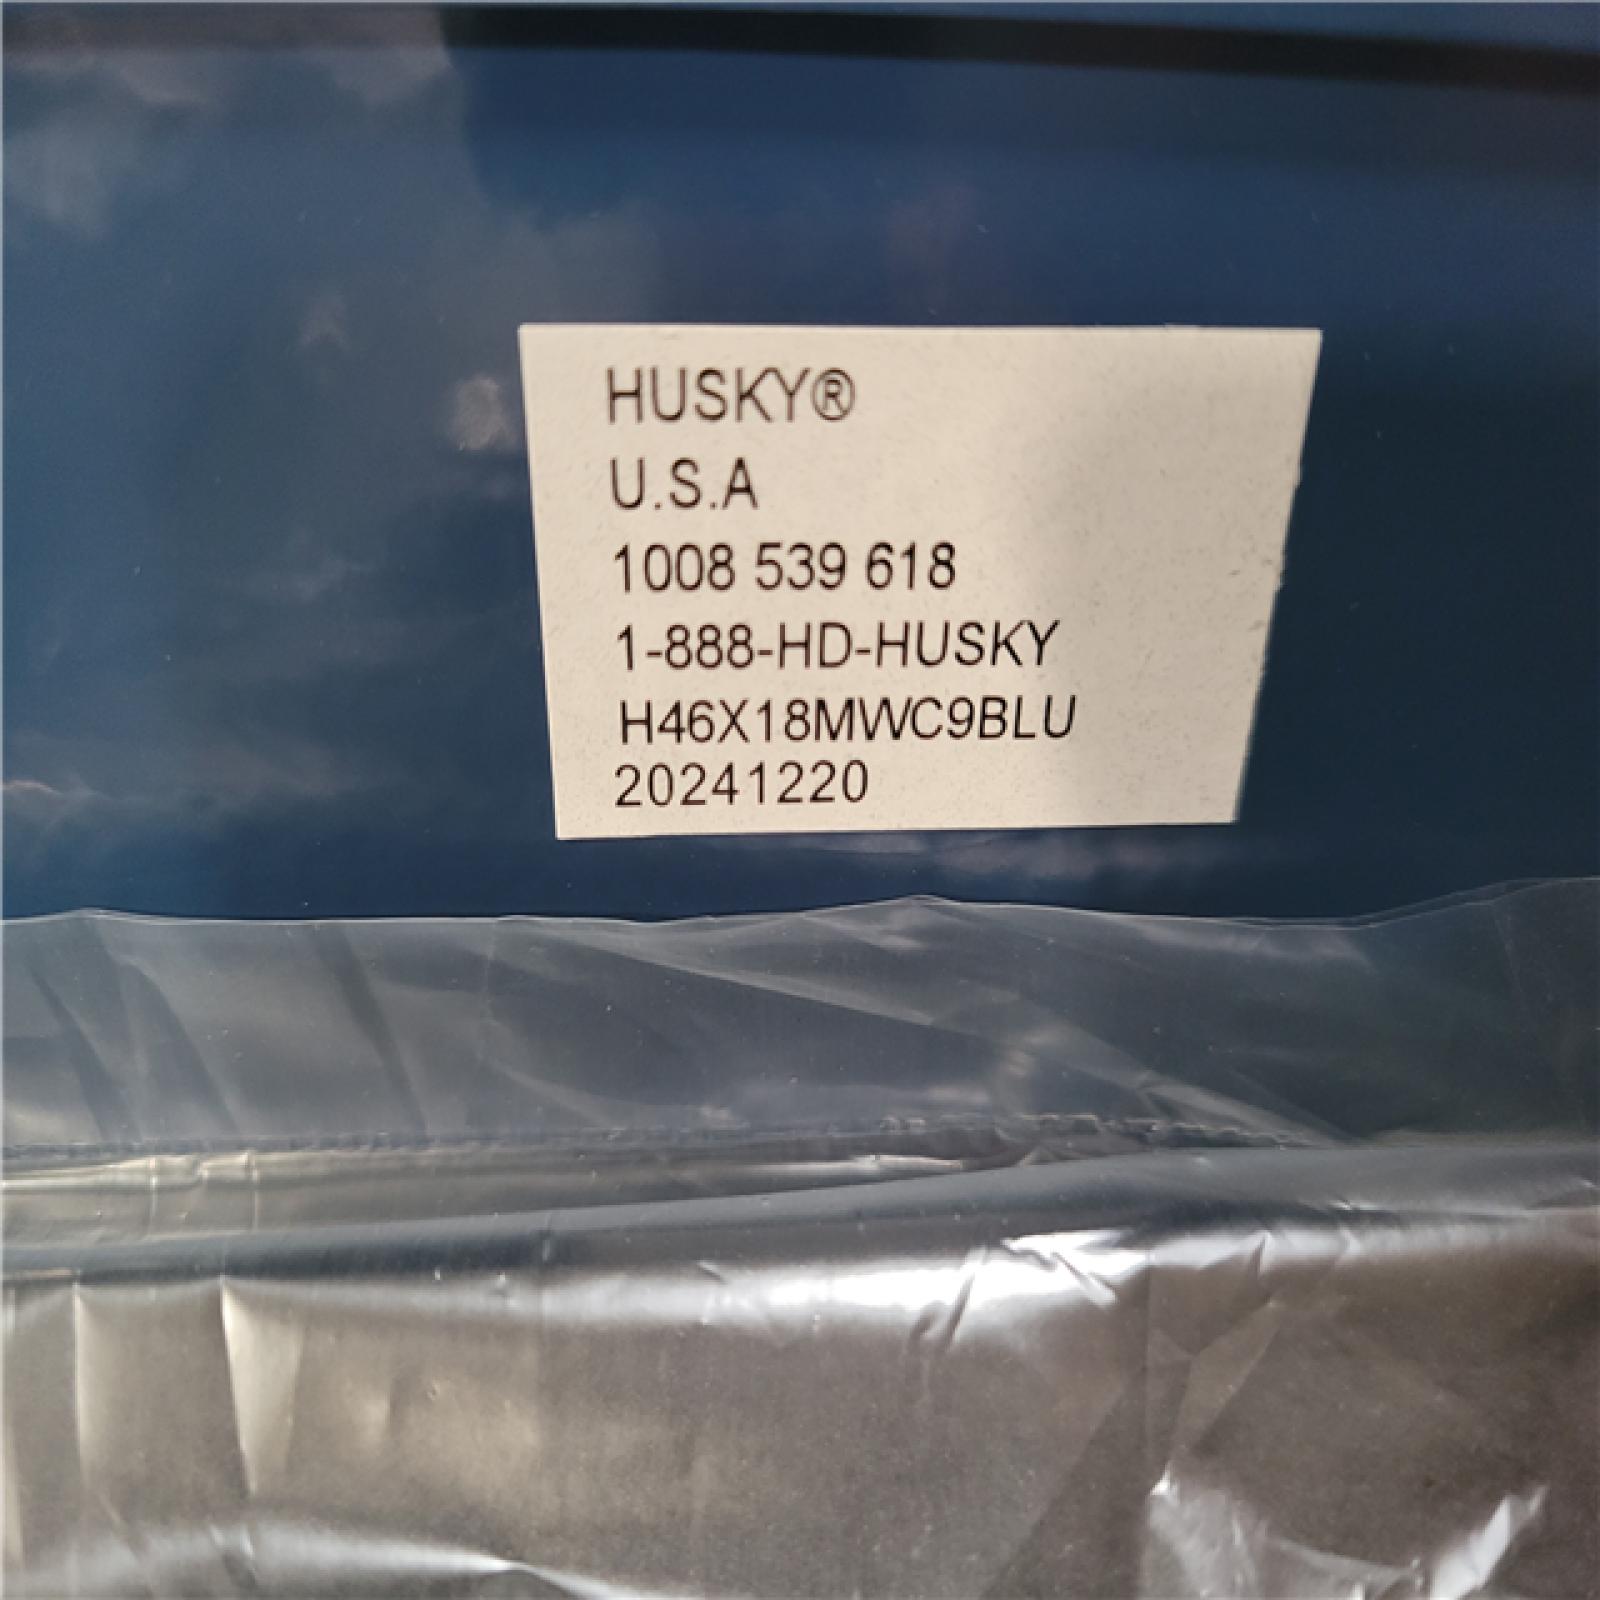 HUSKY®
U.S.A
1008 539 618
1-888-HD-HUSKY
H46X18MWC9BLU
20241220